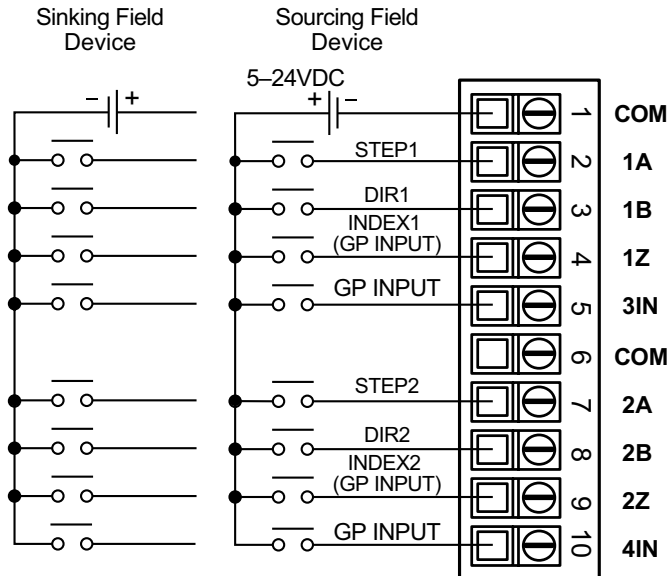 Sinking Field
Device
Sourcing Field
Device
5–24VDC
– +
+ –
1 COM
STEP1 2 1A
DIR1 3 1B
INDEX1
(GP INPUT) 4 1Z
GP INPUT 5 3IN
6 COM
STEP2 7 2A
DIR2 8 2B
INDEX2
(GP INPUT) 9 2Z
GP INPUT 10 4IN